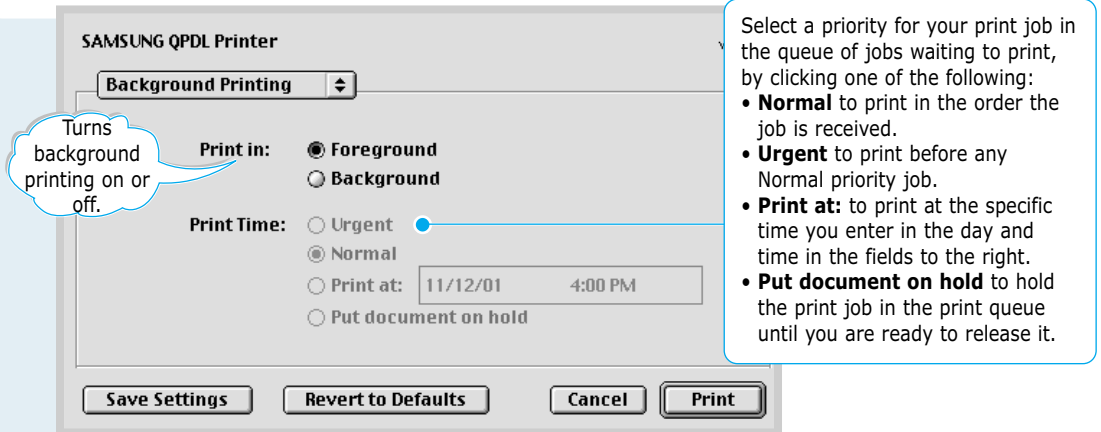 SAMSUNG QPDL Printer
Background Printing
Turns
background
printing on or
off.
Print in:
Foreground
Background
Print Time:
Urgent
Normal
Print at:
11/12/01 4:00 PM
Put document on hold
Save Settings
Revert to Defaults
Cancel
Print
Select a priority for your print job in
the queue of jobs waiting to print,
by clicking one of the following:
• Normal to print in the order the
job is received.
• Urgent to print before any
Normal priority job.
• Print at: to print at the specific
time you enter in the day and
time in the fields to the right.
• Put document on hold to hold
the print job in the print queue
until you are ready to release it.